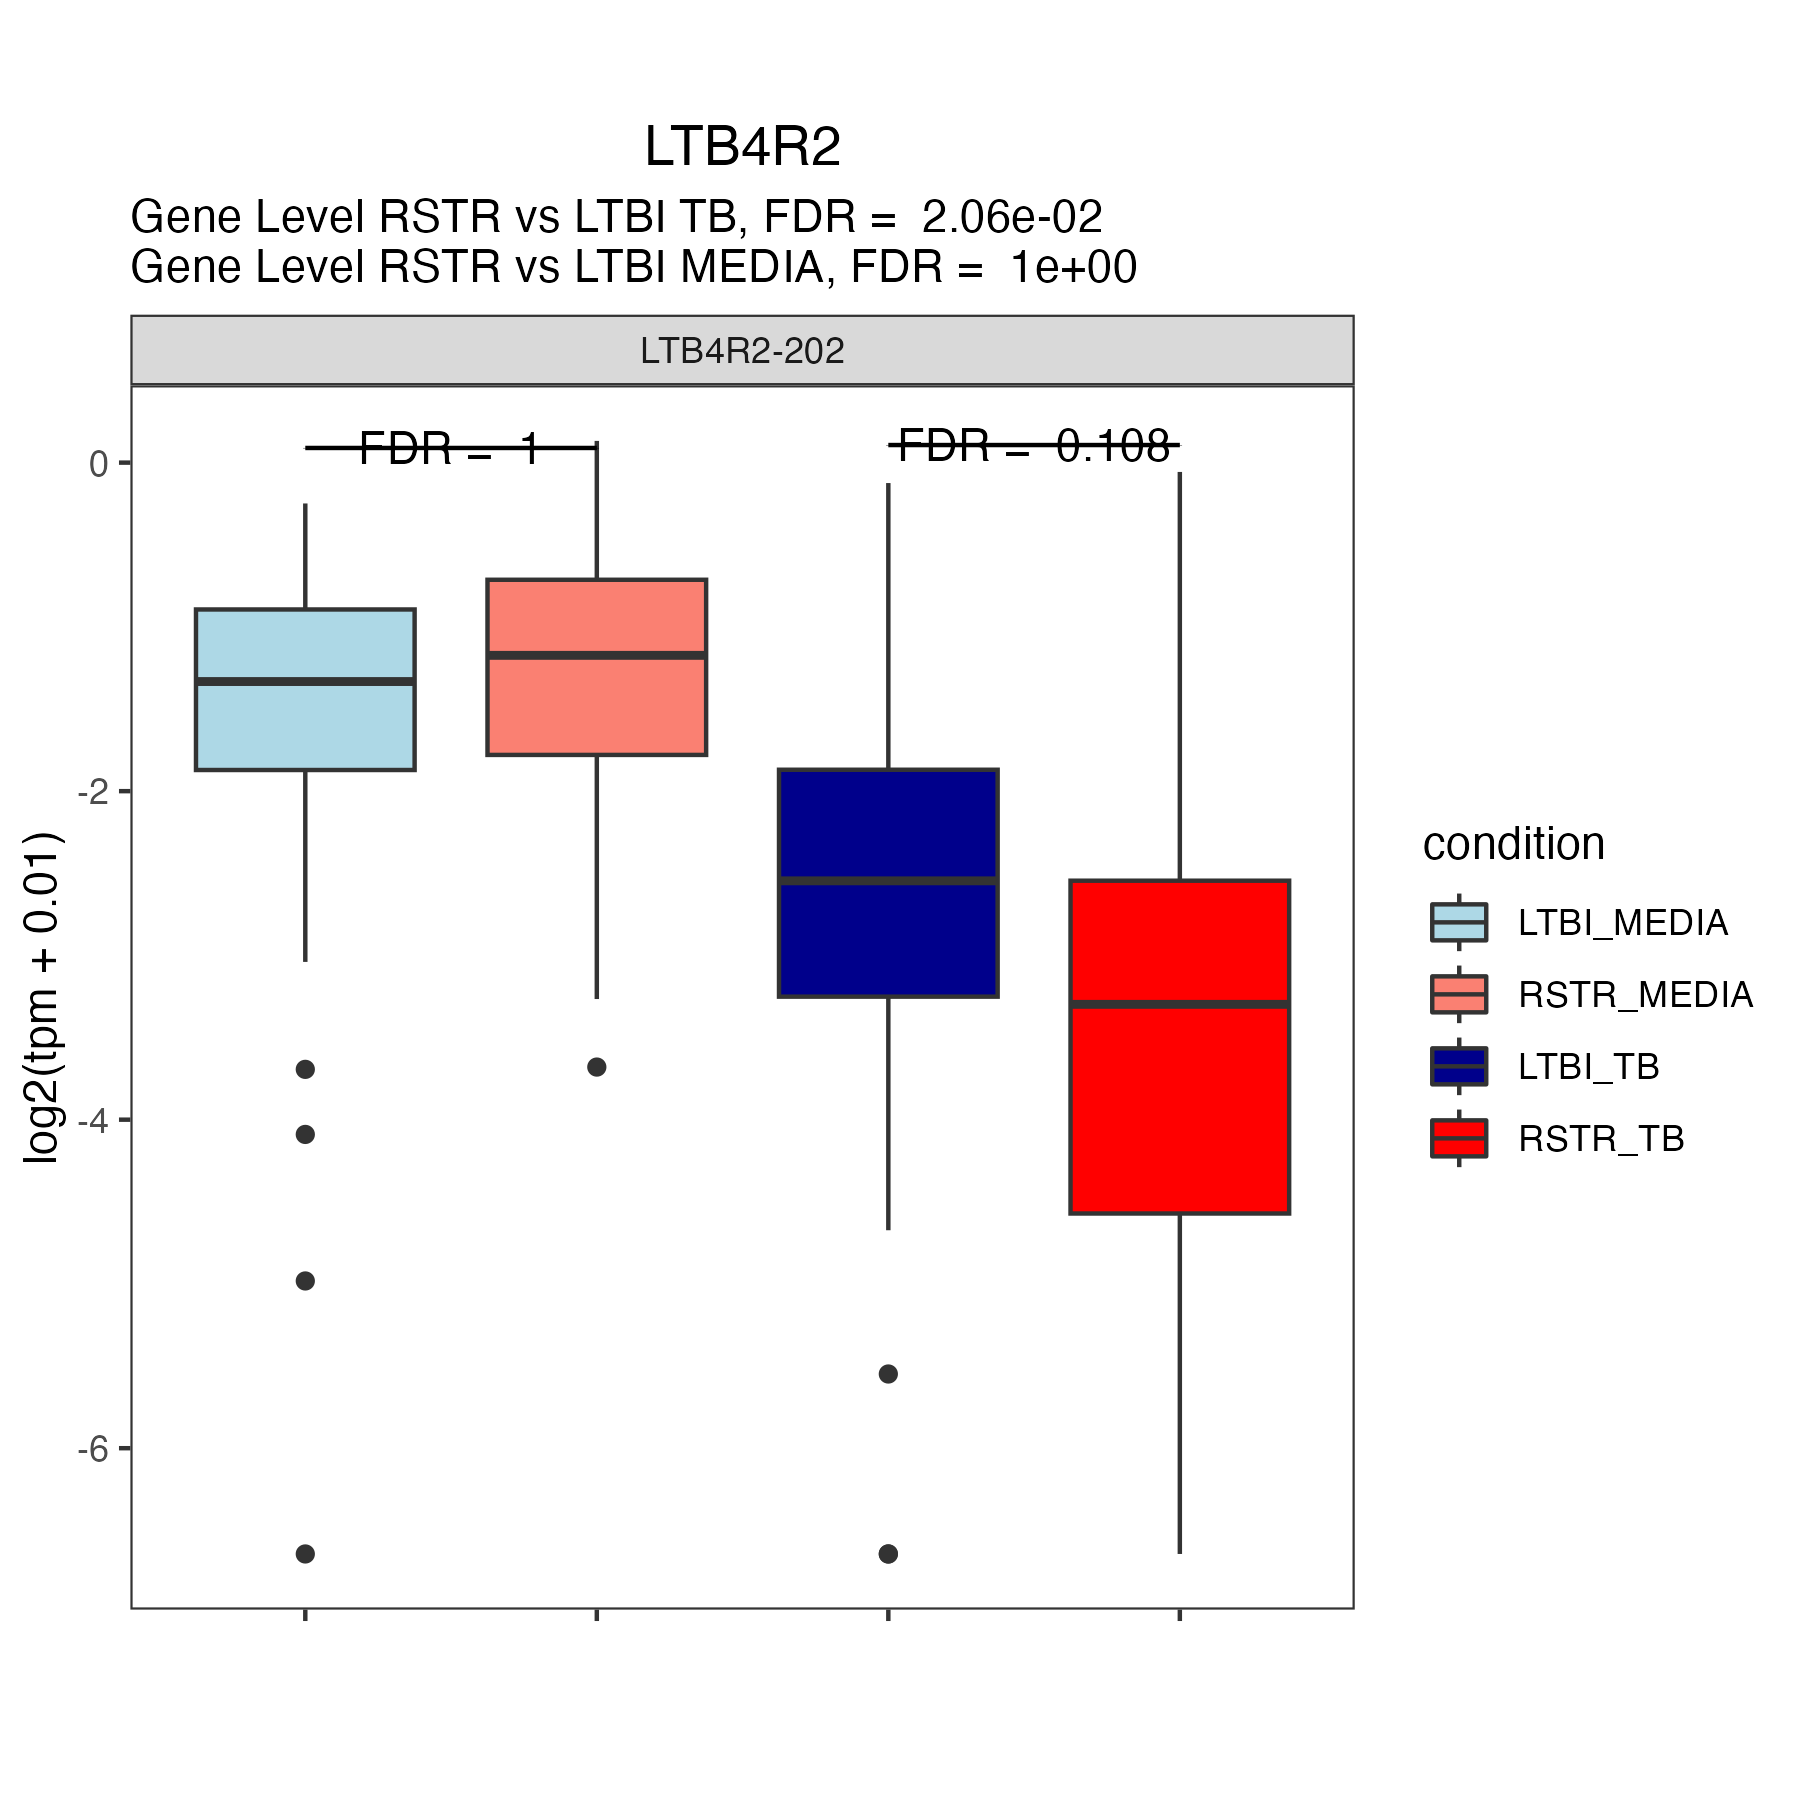 LTB4R2
Gene Level RSTR vs LTBI TB, FDR = 2.06e-02
Gene Level RSTR vs LTBI MEDIA, FDR = 1e+00
LTB4R2-202
FDR = 1
FDR = 0.108
0
-2
-4
-6
log2(tpm + 0.01)
condition
LTBI_MEDIA
RSTR_MEDIA
LTBI_TB
RSTR_TB